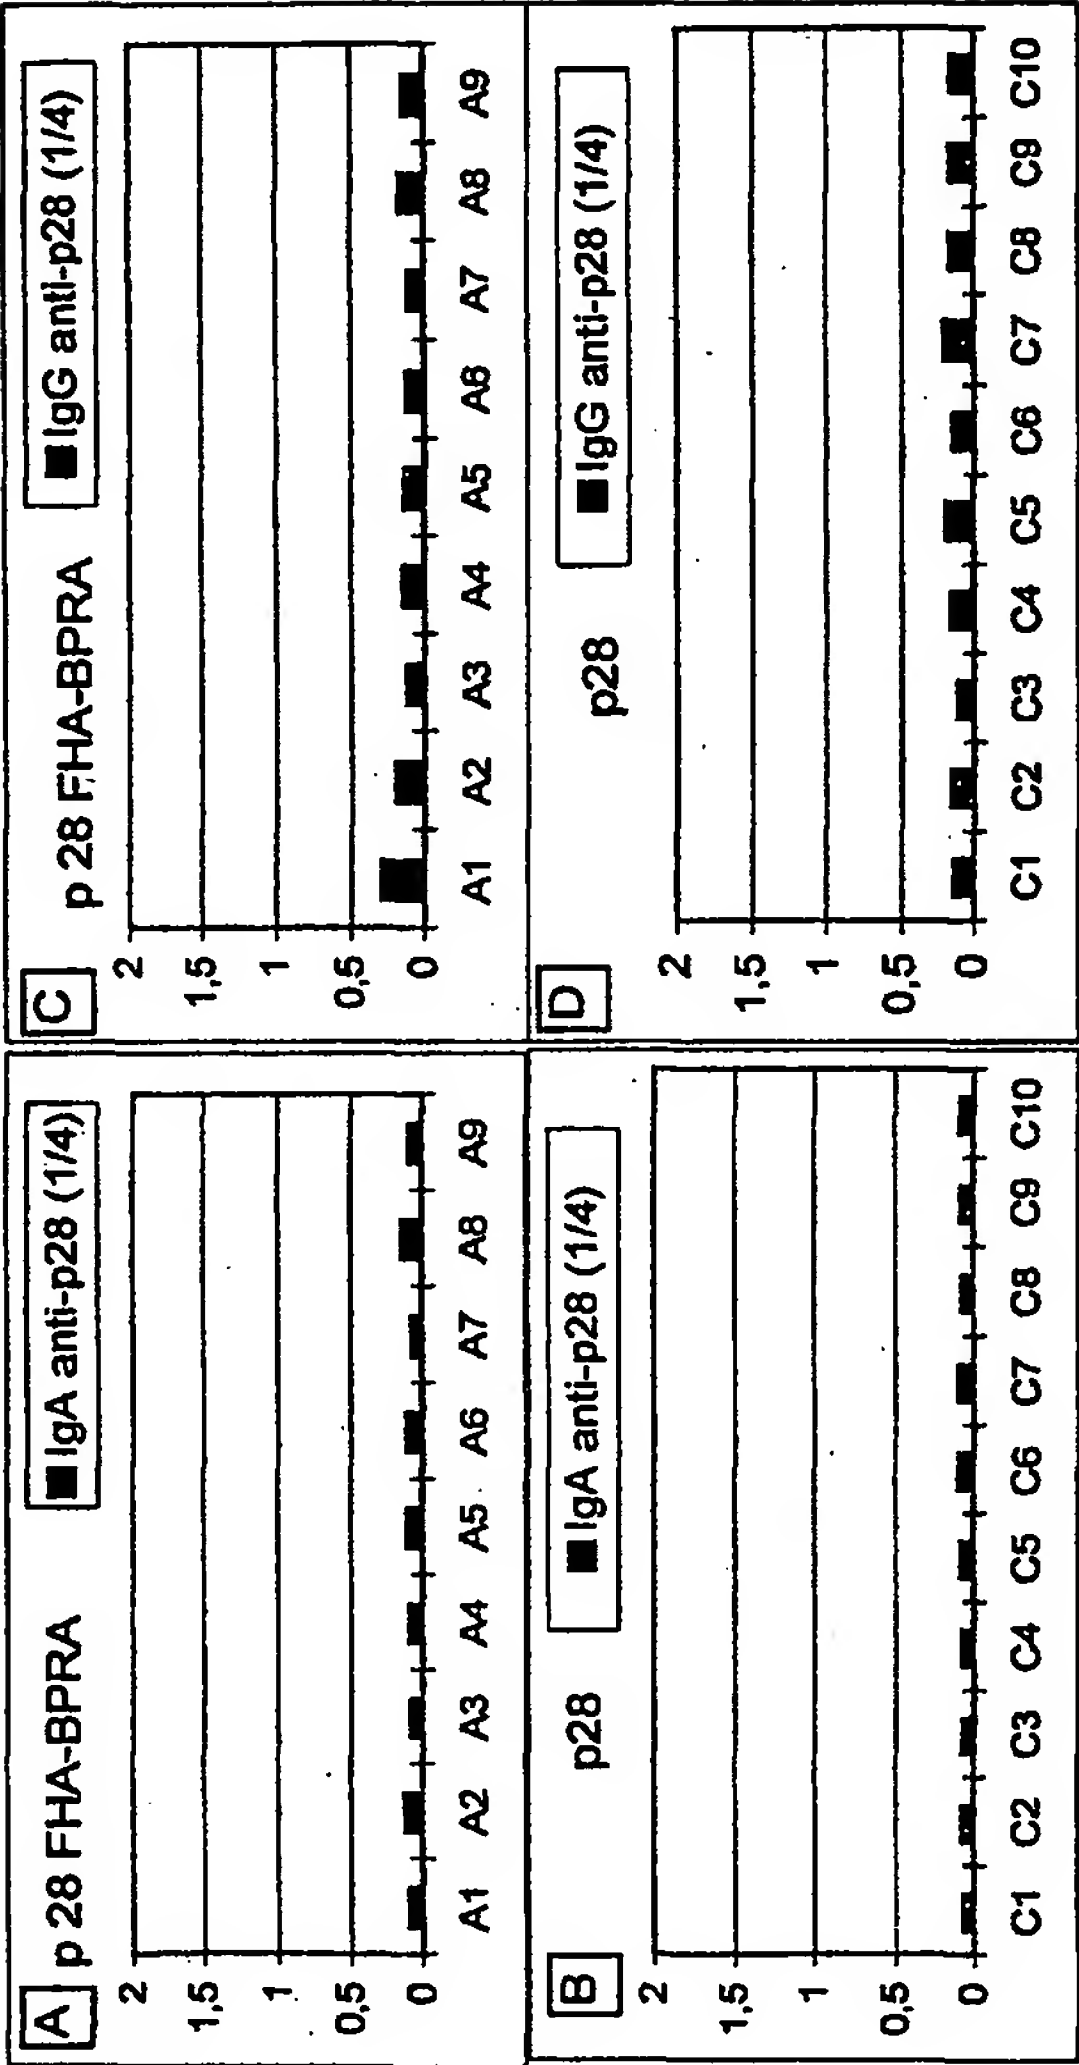 A
p 28 FHA-BPRA
IgA anti-p28 (1/4)
2
1,5
1
0,5
0
A1 A2 A3 A4 A5 A6 A7 A8 A9
C
p 28 FHA-BPRA
IgG anti-p28 (1/4)
2
1,5
1
0,5
0
A1 A2 A3 A4 A5 A6 A7 A8 A9
B
p28
IgA anti-p28 (1/4)
2
1,5
1
0,5
0
C1 C2 C3 C4 C5 C6 C7 C8 C9 C10
D
p28
IgG anti-p28 (1/4)
2
1,5
1
0,5
0
C1 C2 C3 C4 C5 C6 C7 C8 C9 C10